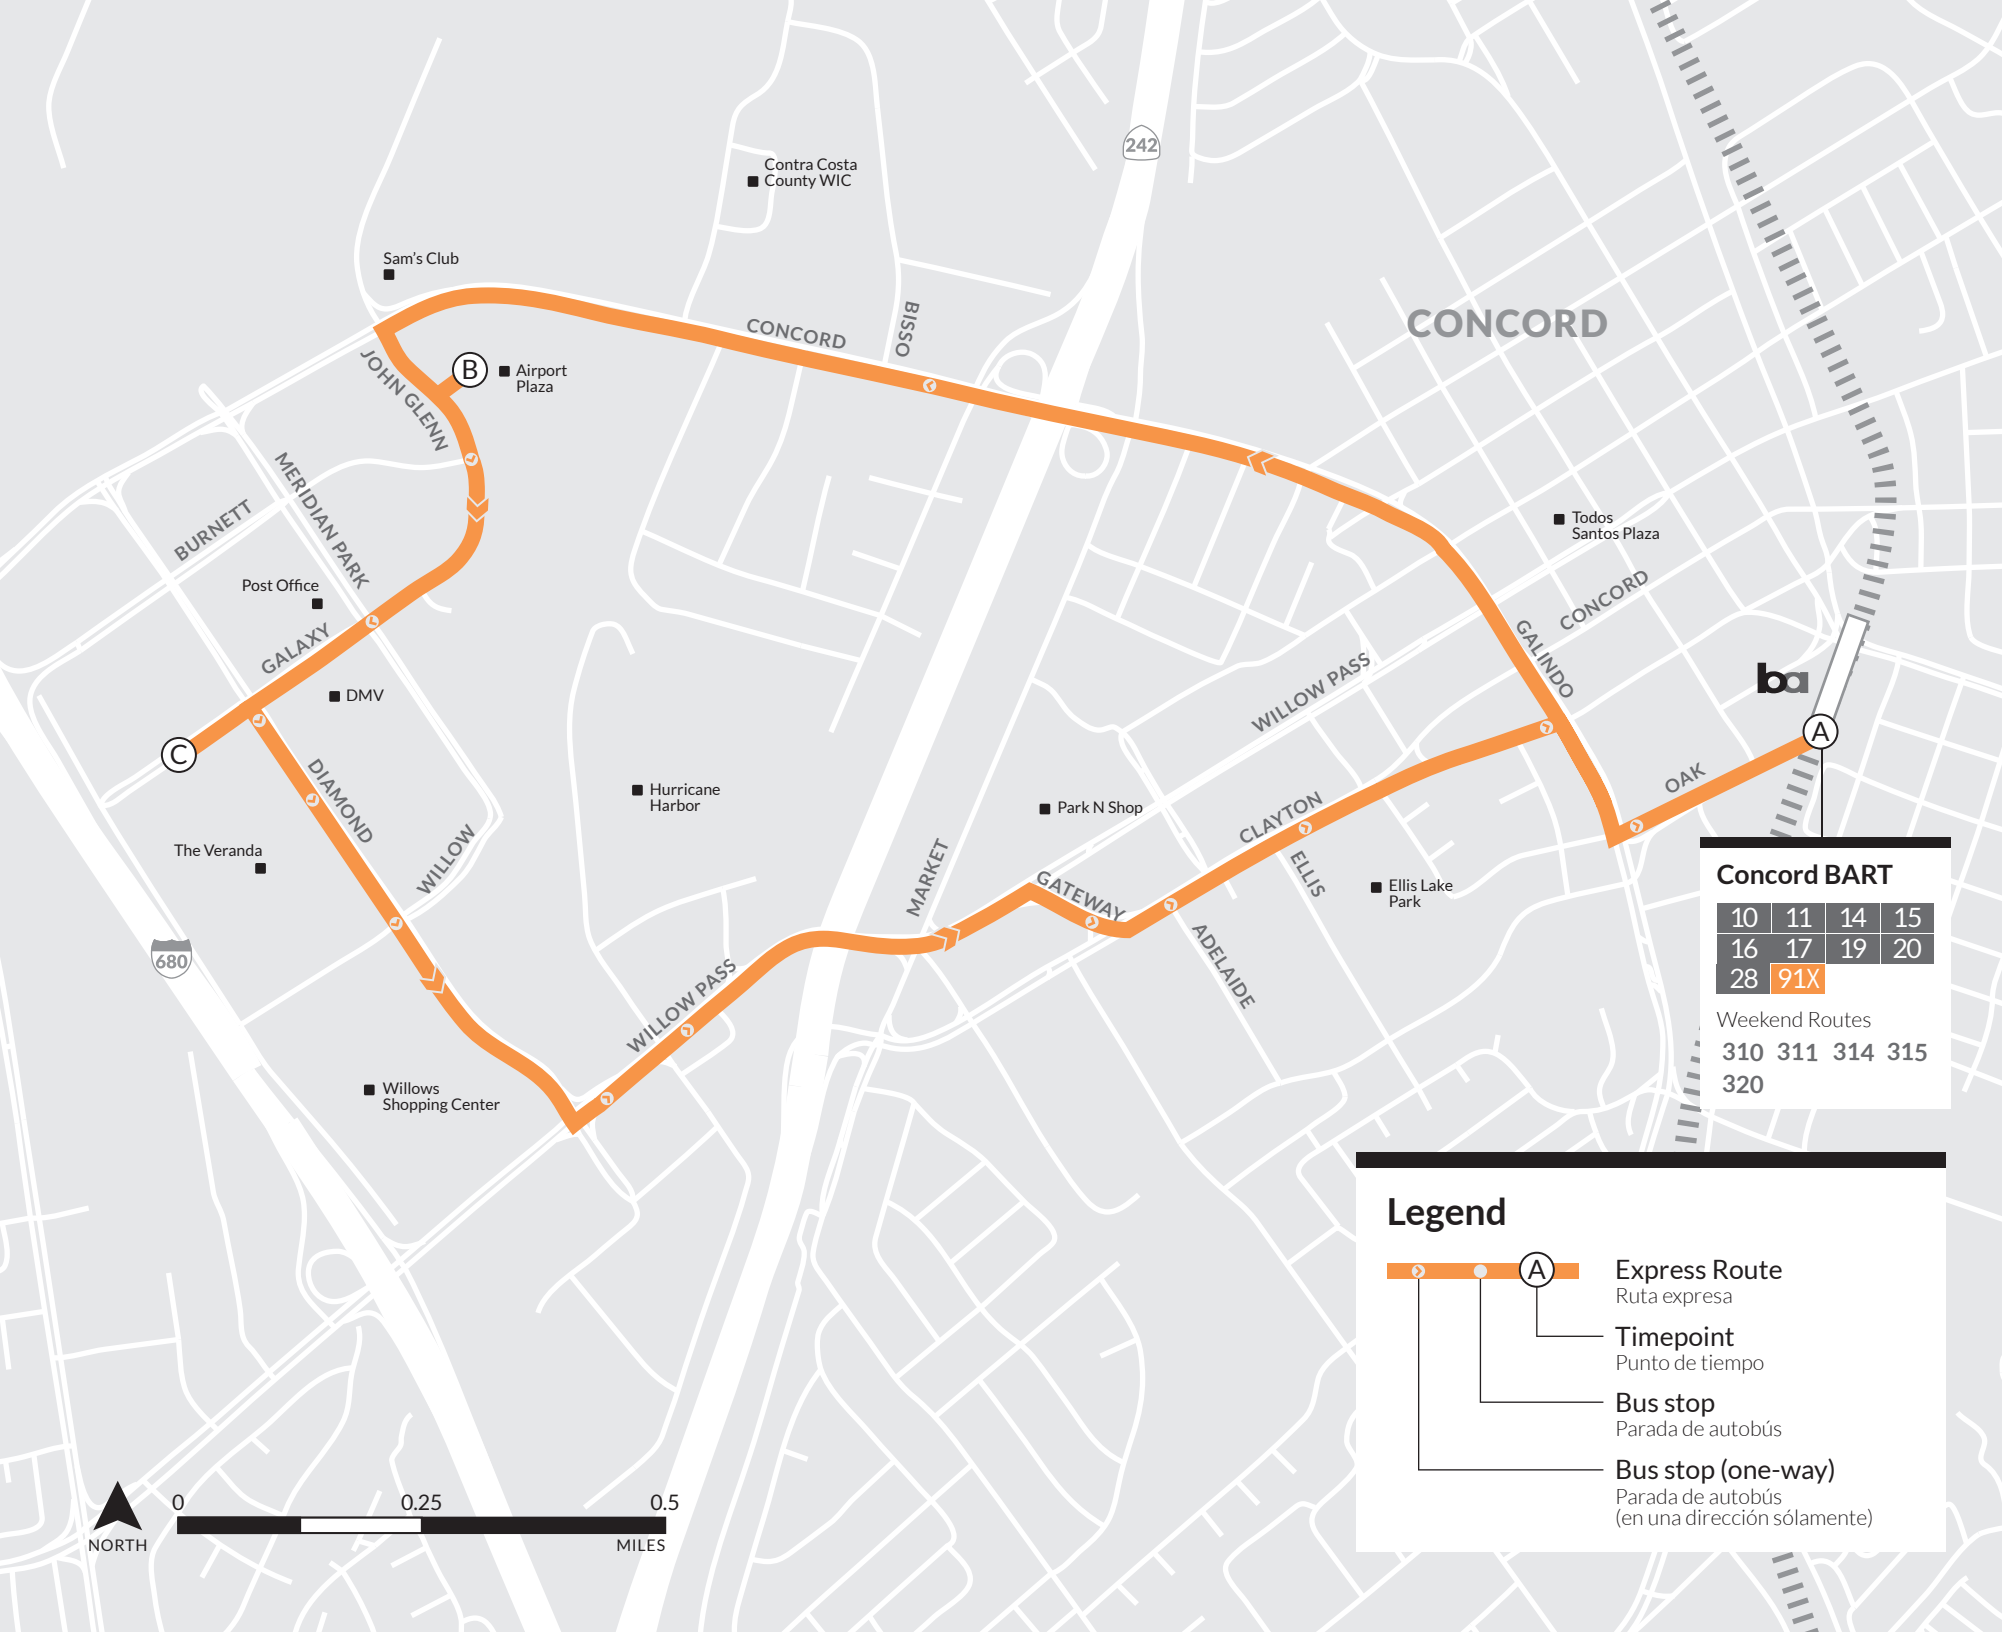 242
Contra Costa
County WIC
Sam's Club
CONCORD
BISSO
CONCORD
JOHN GLENN
B
Airport
Plaza
MERIDIAN PARK
BURNETT
Todos
Santos Plaza
Post Office
CONCORD
GALAXY
GALINDO
WILLOW PASS
DMV
ba
C
A
DIAMOND
OAK
Hurricane
Harbor
Park N Shop
CLAYTON
The Veranda
WILLOW
MARKET
GATEWAY
ELLIS
Ellis Lake
Park
ADELAIDE
680
WILLOW PASS
Willows
Shopping Center
Concord BART
10 11 14 15
16 17 19 20
28 91X
Weekend Routes
310 311 314 315
320
Legend
A
Express Route
Ruta expresa
Timepoint
Punto de tiempo
Bus stop
Parada de autobús
Bus stop (one-way)
Parada de autobús
(en una dirección sólamente)
0 0.25 0.5
NORTH
MILES